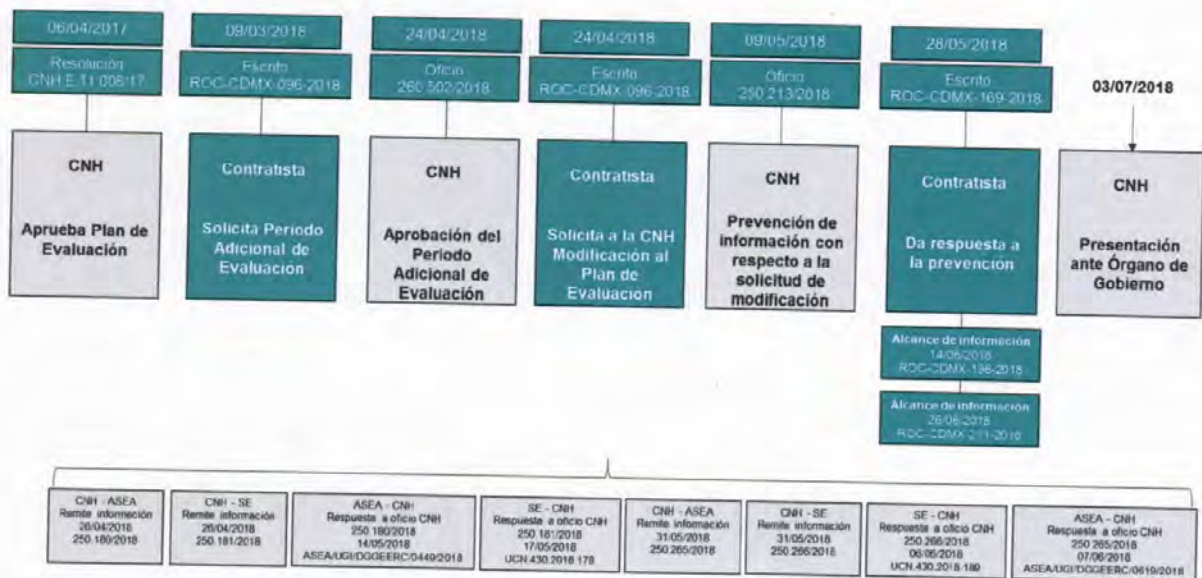 06/04/2017
Resolución
CNH.E.11.006/17
CNH
Aprueba Plan de
Evaluación
09/03/2018
Escrito
ROC-CDMX-096-2018
Contratista
Solicita Periodo
Adicional de
Evaluación
24/04/2018
Oficio
260.502/2018
CNH
Aprobación del
Periodo
Adicional de
Evaluación
24/04/2018
Escrito
ROC-CDMX-096-2018
Contratista
Solicita a la CNH
Modificación al
Plan de
Evaluación
09/05/2018
Oficio
250.213/2018
CNH
Prevención de
información con
respecto a la
solicitud de
modificación
28/05/2018
Escrito
ROC-CDMX-169-2018
Contratista
Da respuesta a
la prevención
Alcance de información
14/06/2018
ROC-CDMX-196-2018
Alcance de información
26/06/2018
ROC-CDMX-211-2018
03/07/2018
CNH
Presentación
ante Órgano de
Gobierno
CNH - ASEA
Remite información
26/04/2018
250.180/2018
CNH - SE
Remite información
26/04/2018
250.181/2018
ASEA - CNH
Respuesta a oficio CNH
250.180/2018
14/05/2018
ASEA/UGI/DGGEERC/0449/2018
SE - CNH
Respuesta a oficio CNH
250.181/2018
17/05/2018
UCN.430.2018.178
CNH - ASEA
Remite información
31/05/2018
250.265/2018
CNH - SE
Remite información
31/05/2018
250.266/2018
SE - CNH
Respuesta a oficio CNH
250.266/2018
06/06/2018
UCN.430.2018.189
ASEA - CNH
Respuesta a oficio CNH
250.265/2018
07/06/2018
ASEA/UGI/DGGEERC/0619/2018